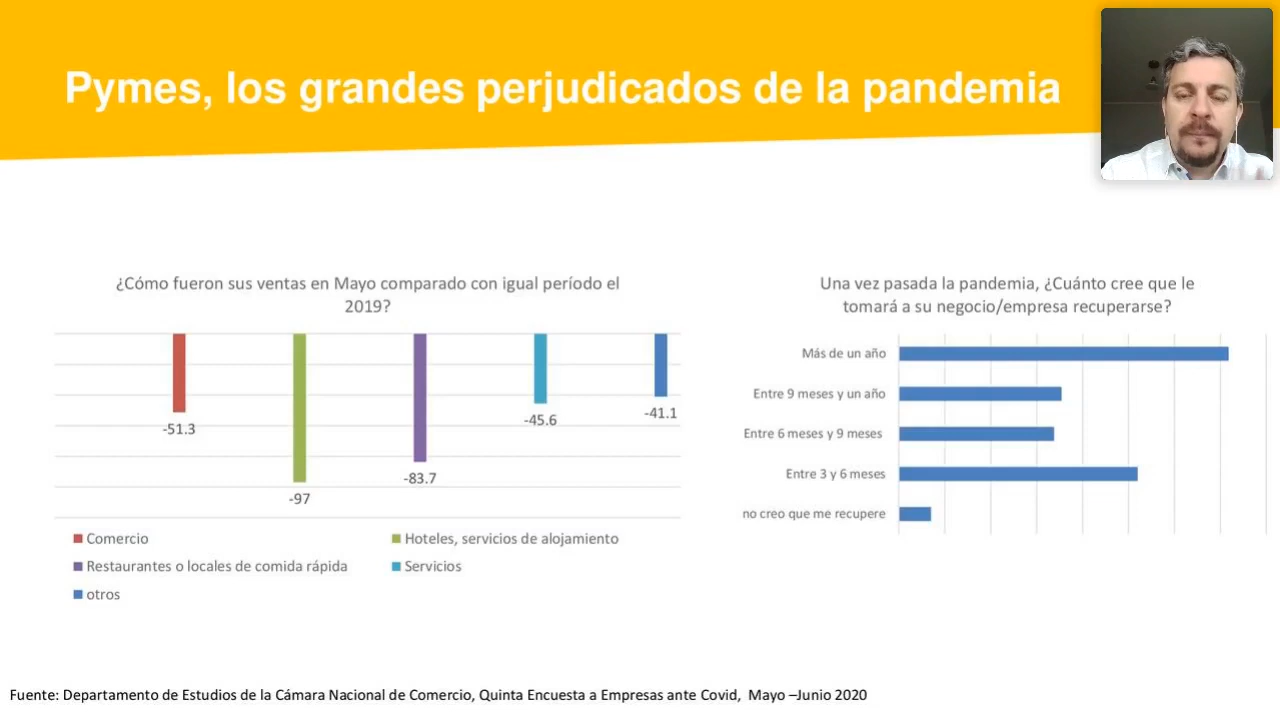 Pymes, los grandes perjudicados de la pandemia
¿Cómo fueron sus ventas en Mayo comparado con igual período el
2019?
-51.3
-97
-83.7
-45.6
-41.1
Comercio
Hoteles, servicios de alojamiento
Restaurantes o locales de comida rápida
Servicios
otros
Una vez pasada la pandemia, ¿Cuánto cree que le
tomará a su negocio/empresa recuperarse?
Más de un año
Entre 9 meses y un año
Entre 6 meses y 9 meses
Entre 3 y 6 meses
no creo que me recupere
Fuente: Departamento de Estudios de la Cámara Nacional de Comercio, Quinta Encuesta a Empresas ante Covid, Mayo –Junio 2020